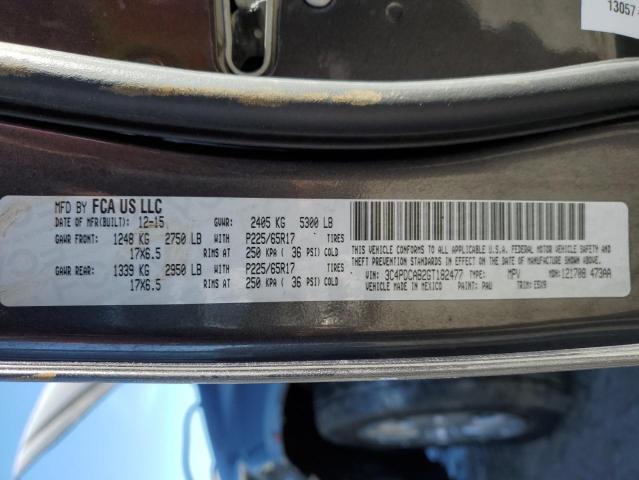 13057-
MFD BY FCA US LLC
DATE OF MFR(BUILT): 12-15 GVWR: 2405 KG 5300 LB
GAWR FRONT: 1248 KG 2750 LB WITH P225/65R17 TIRES
17X6.5 RIMS AT 250 KPA ( 36 PSI) COLD
GAWR REAR: 1339 KG 2950 LB WITH P225/65R17 TIRES
17X6.5 RIMS AT 250 KPA ( 36 PSI) COLD
THIS VEHICLE CONFORMS TO ALL APPLICABLE U.S.A. FEDERAL MOTOR VEHICLE SAFETY AND
THEFT PREVENTION STANDARDS IN EFFECT ON THE DATE OF MANUFACTURE SHOWN ABOVE.
VIN: 3C4PDCAB2GT192477 TYPE: MPV MDH: 121708 473AA
VEHICLE MADE IN MEXICO PAINT: PAU TRIM: E5X9